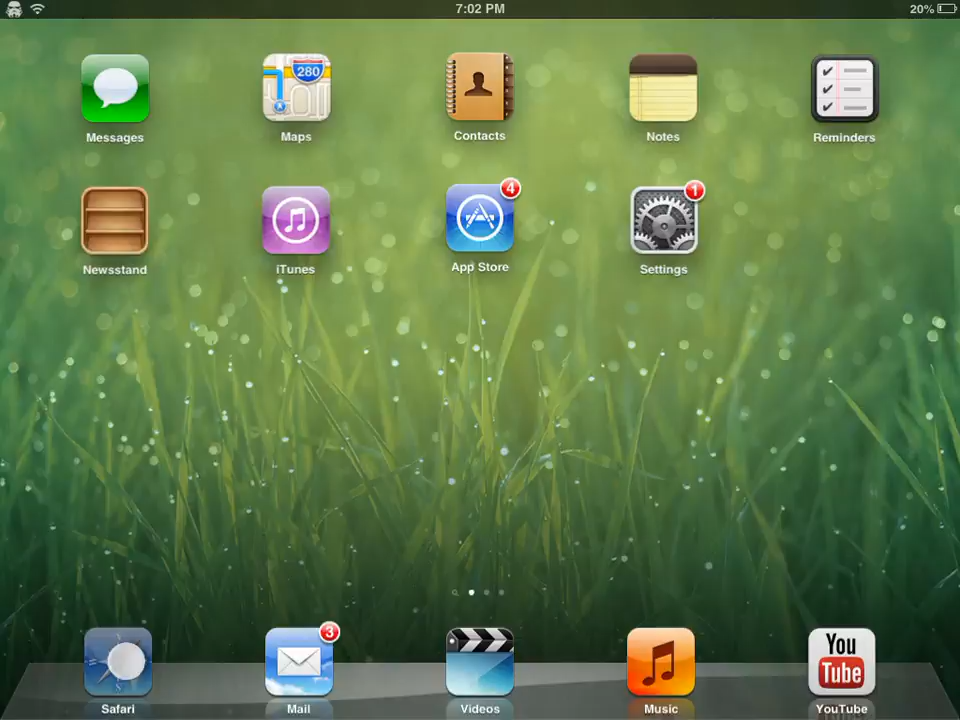 7:02 PM
20%
280
Messages
Maps
Contacts
Notes
Reminders
4
1
Newsstand
iTunes
App Store
Settings
3
You
Tube
Safari
Mail
Videos
Music
YouTube